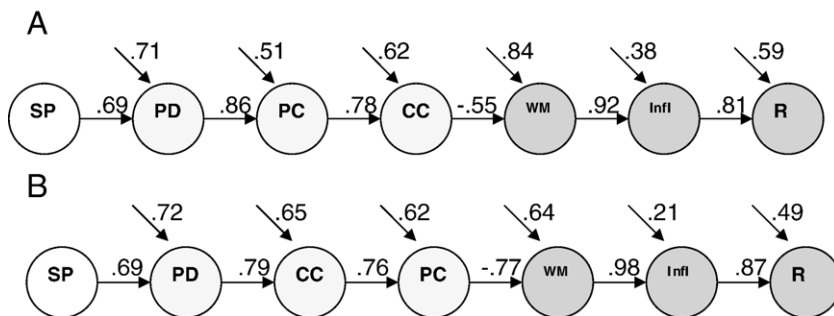 A
.71 .51 .62 .84 .38 .59
SP .69 PD .86 PC .78 CC -.55 WM .92 Infl .81 R
B
.72 .65 .62 .64 .21 .49
SP .69 PD .79 CC .76 PC -.77 WM .98 Infl .87 R